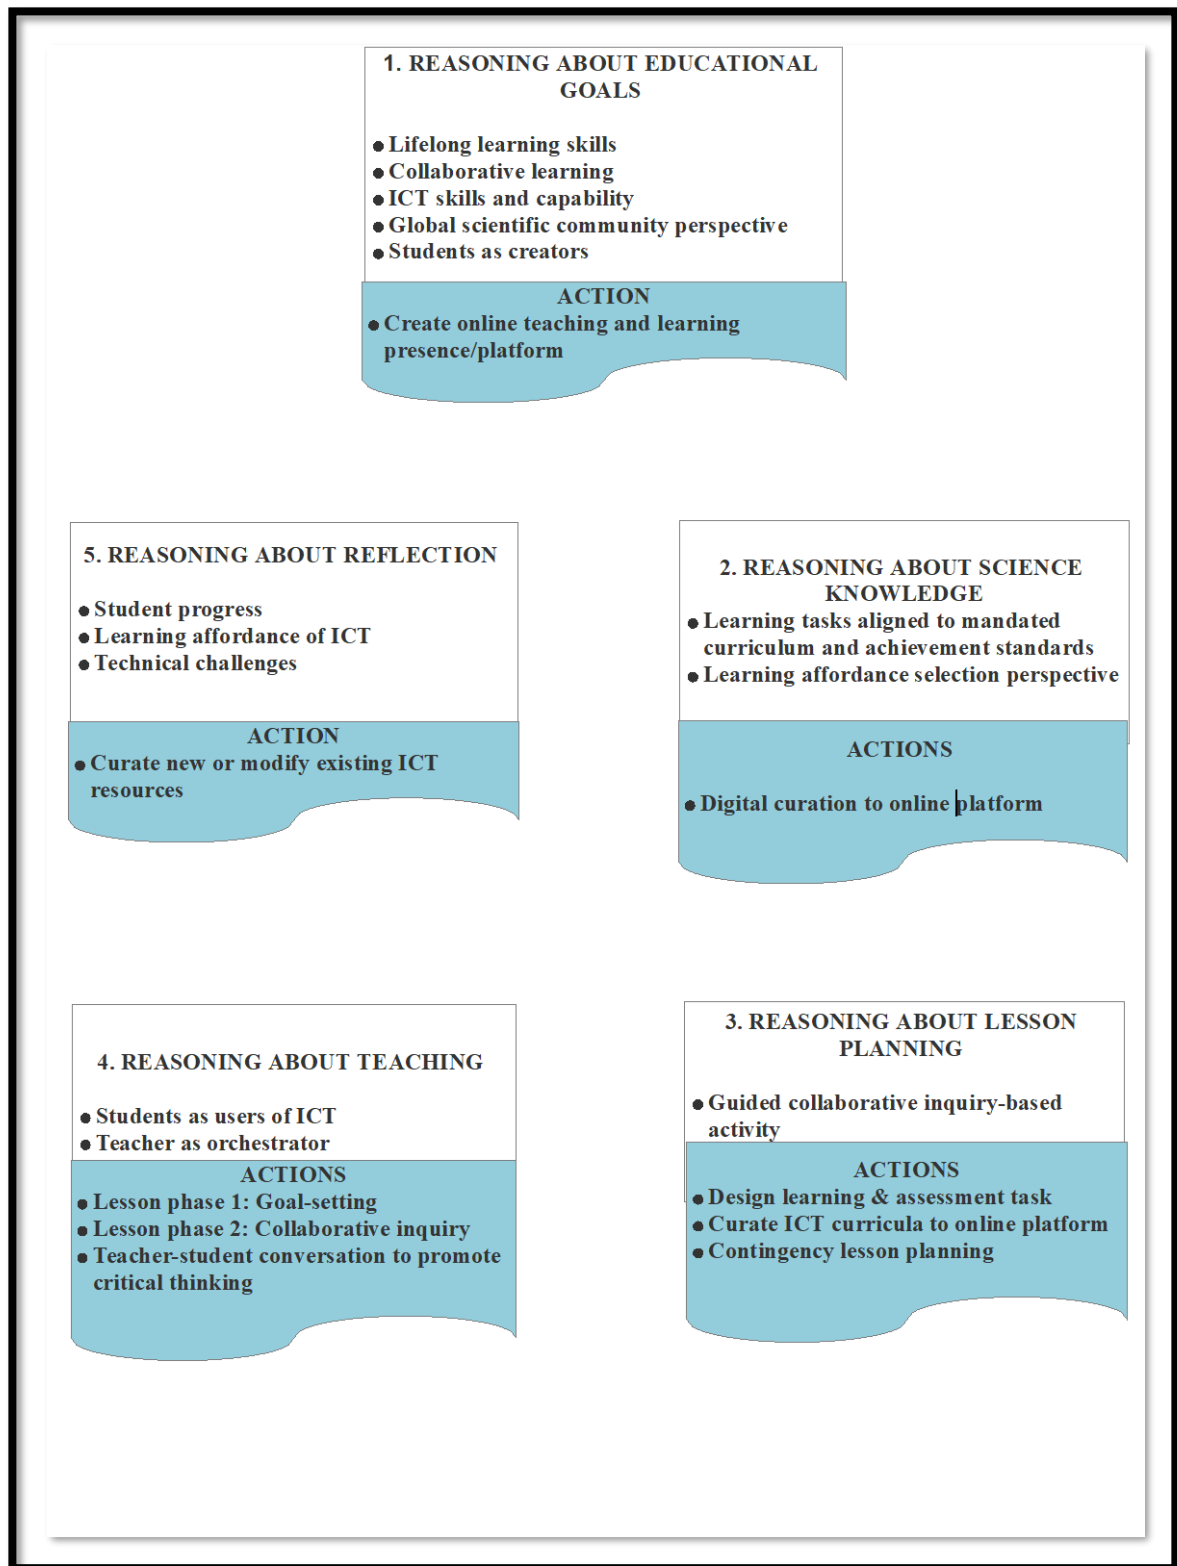 1. REASONING ABOUT EDUCATIONAL
GOALS
● Lifelong learning skills
● Collaborative learning
● ICT skills and capability
● Global scientific community perspective
● Students as creators
ACTION
● Create online teaching and learning
presence/platform
2. REASONING ABOUT SCIENCE
KNOWLEDGE
● Learning tasks aligned to mandated
curriculum and achievement standards
● Learning affordance selection perspective
ACTIONS
● Digital curation to online platform
3. REASONING ABOUT LESSON
PLANNING
● Guided collaborative inquiry-based
activity
ACTIONS
● Design learning & assessment task
● Curate ICT curricula to online platform
● Contingency lesson planning
4. REASONING ABOUT TEACHING
● Students as users of ICT
● Teacher as orchestrator
ACTIONS
● Lesson phase 1: Goal-setting
● Lesson phase 2: Collaborative inquiry
● Teacher-student conversation to promote
critical thinking
5. REASONING ABOUT REFLECTION
● Student progress
● Learning affordance of ICT
● Technical challenges
ACTION
● Curate new or modify existing ICT
resources